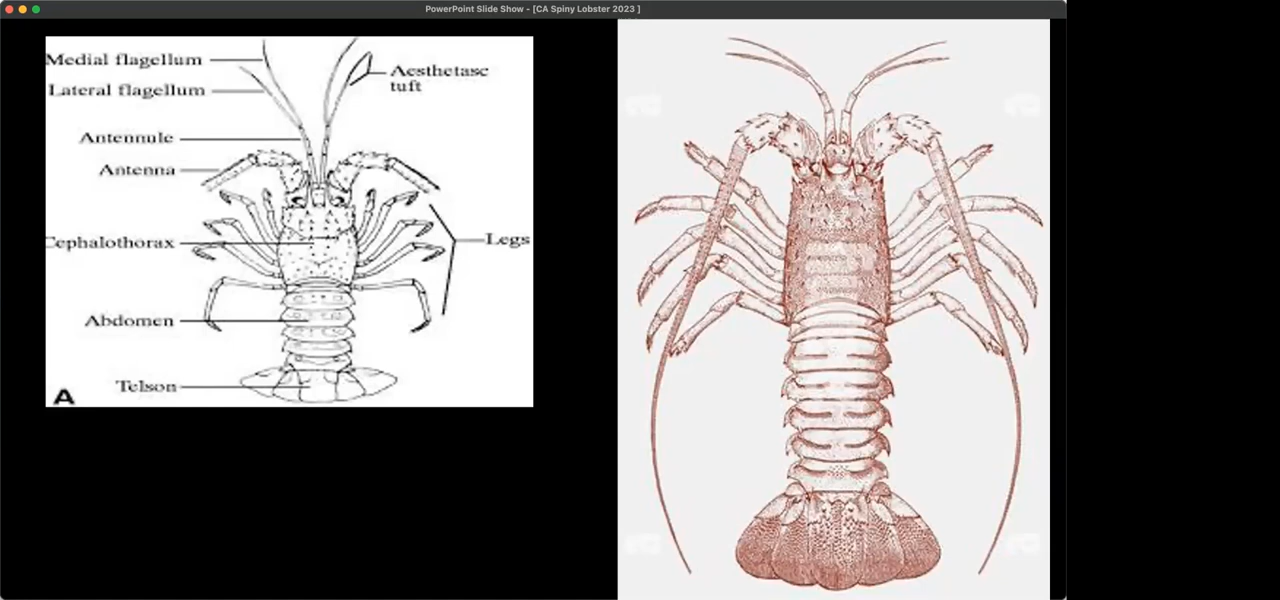 PowerPoint Slide Show - [CA Spiny Lobster 2023 ]
Medial flagellum
Lateral flagellum
Aesthetasc
tuft
Antennule
Antenna
Cephalothorax
Legs
Abdomen
Telson
A